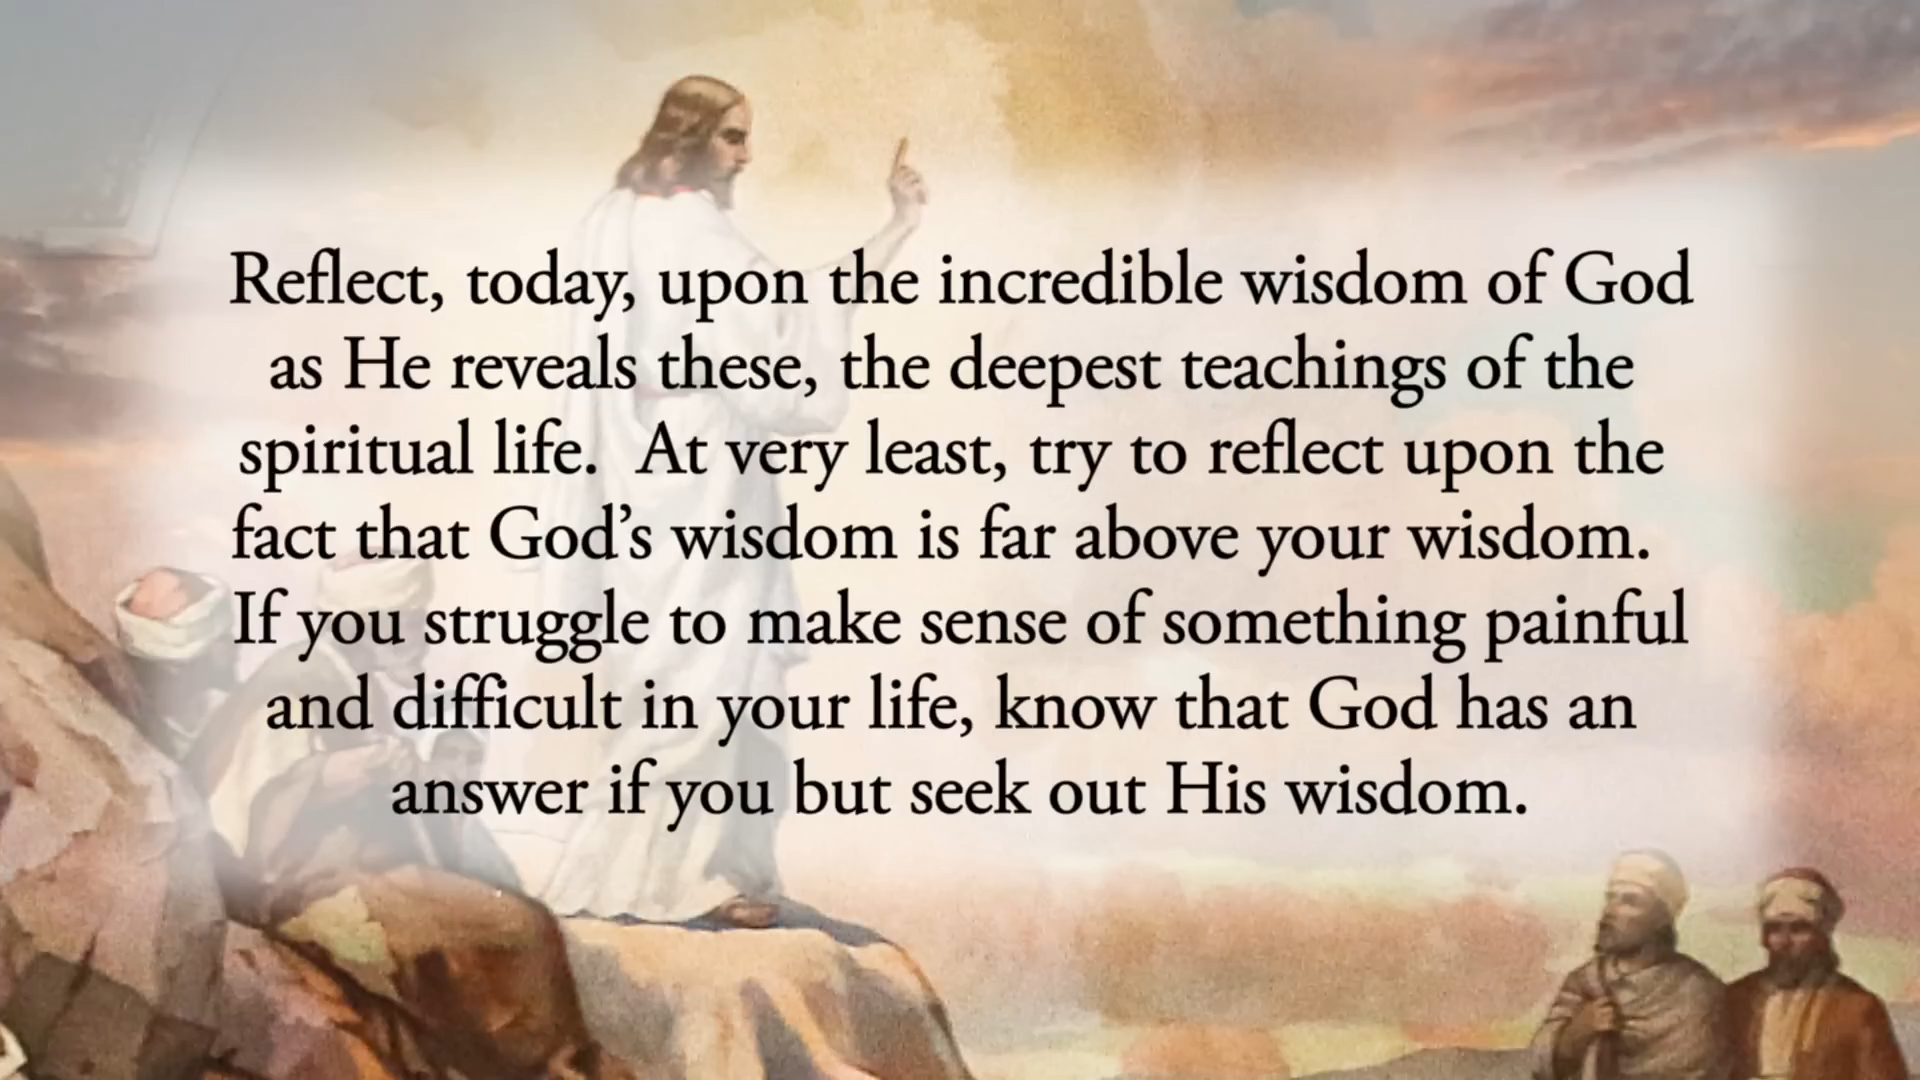 Reflect, today, upon the incredible wisdom of God
as He reveals these, the deepest teachings of the
spiritual life.  At very least, try to reflect upon the
fact that God’s wisdom is far above your wisdom.
If you struggle to make sense of something painful
and difficult in your life, know that God has an
answer if you but seek out His wisdom.